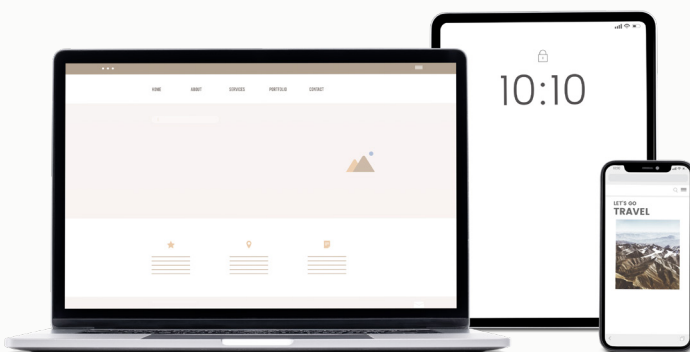 HOME ABOUT SERVICES PORTFOLIO CONTACT
10:10
LET'S GO
TRAVEL